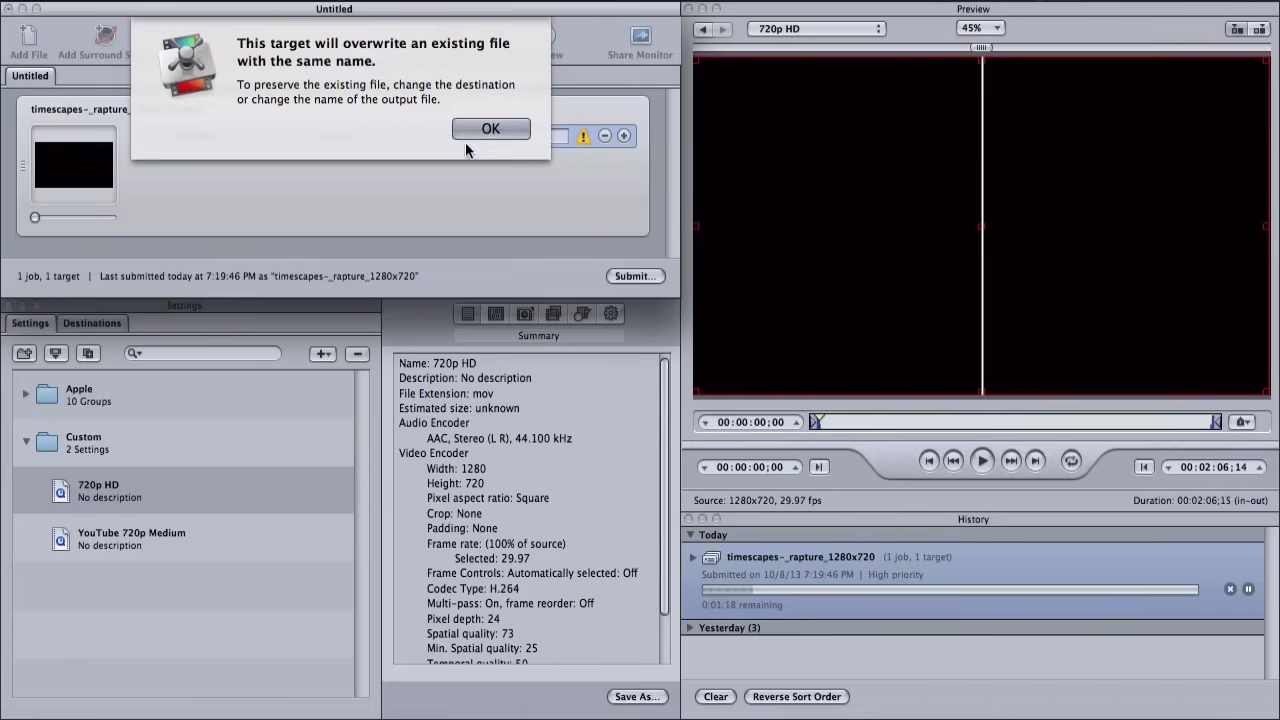 Untitled
Add File
Add Surround S
ew
Share Monitor
This target will overwrite an existing file
with the same name.
To preserve the existing file, change the destination
or change the name of the output file.
OK
Untitled
timescapes-_rapture_
1 job, 1 target | Last submitted today at 7:19:46 PM as "timescapes-_rapture_1280x720"
Submit...
Settings
Settings
Destinations
Apple
10 Groups
Custom
2 Settings
720p HD
No description
YouTube 720p Medium
No description
Summary
Name: 720p HD
Description: No description
File Extension: mov
Estimated size: unknown
Audio Encoder
AAC, Stereo (L R), 44.100 kHz
Video Encoder
Width: 1280
Height: 720
Pixel aspect ratio: Square
Crop: None
Padding: None
Frame rate: (100% of source)
Selected: 29.97
Frame Controls: Automatically selected: Off
Codec Type: H.264
Multi-pass: On, frame reorder: Off
Pixel depth: 24
Spatial quality: 73
Min. Spatial quality: 25
Temporal quality: 50
Save As...
Preview
720p HD
45%
00:00:00;00
00:00:00;00
00:02:06;14
Source: 1280x720, 29.97 fps
Duration: 00:02:06;15 (in-out)
History
Today
timescapes-_rapture_1280x720 (1 job, 1 target)
Submitted on 10/8/13 7:19:46 PM | High priority
0:01:18 remaining
Yesterday (3)
Clear
Reverse Sort Order